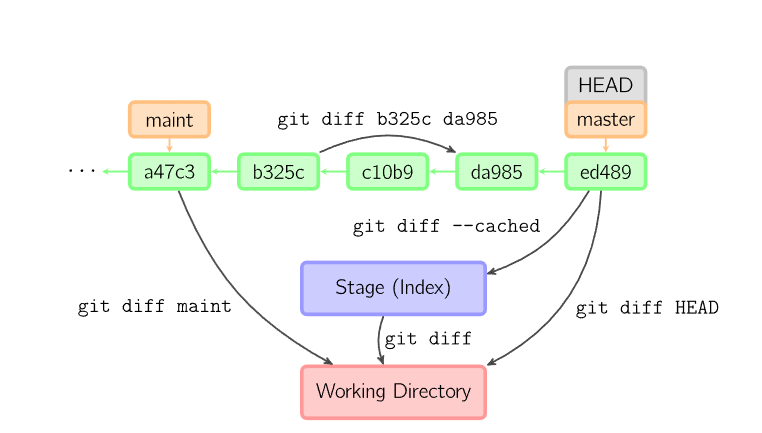 HEAD
maint
git diff b325c da985
master
···
a47c3
b325c
c10b9
da985
ed489
git diff --cached
Stage (Index)
git diff maint
git diff HEAD
git diff
Working Directory